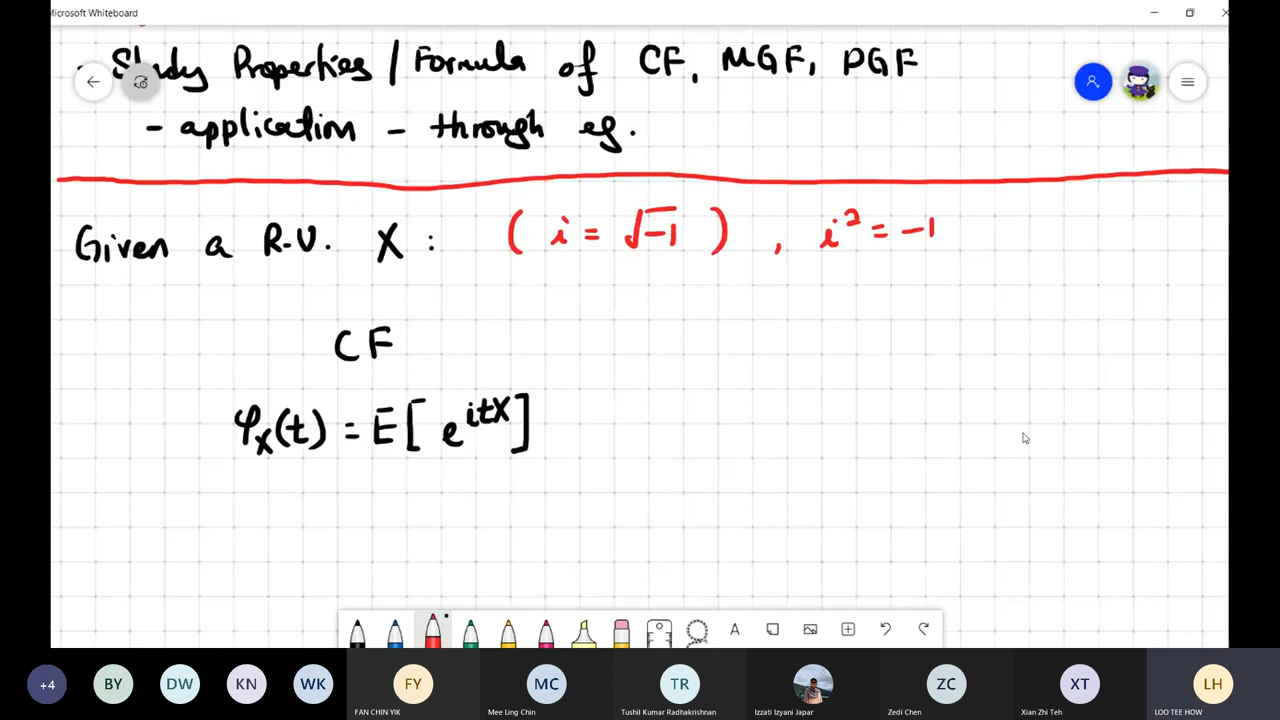 Microsoft Whiteboard
- Study Properties / Formula of CF, MGF, PGF
- application - through eg.
Given a R.V. X : ( i = √-1 ) , i² = -1
CF
φ_X(t) = E[ e^{itX} ]
A
+4 BY DW KN WK FY MC TR ZC XT LH
FAN CHIN YIK Mee Ling Chin Tushil Kumar Radhakrishnan Izzati Izyani Japar Zedi Chen Xian Zhi Teh LOO TEE HOW